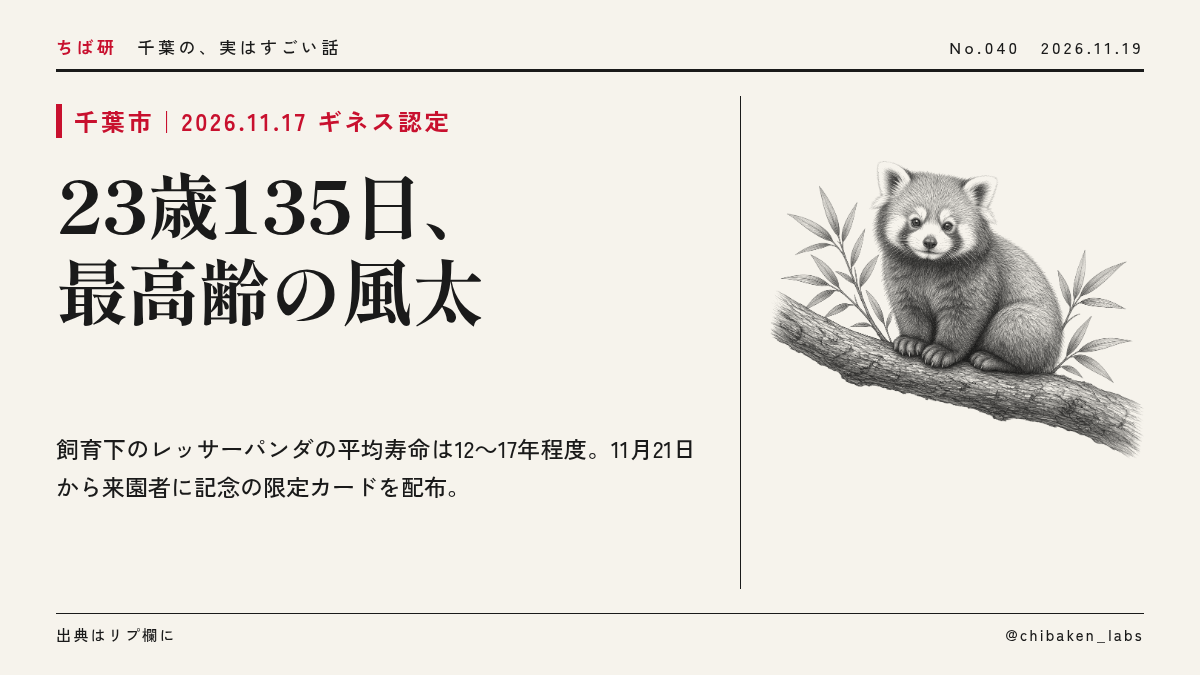 ちば研 千葉の、実はすごい話
No.040 2026.11.19
千葉市｜2026.11.17 ギネス認定
23歳135日、
最高齢の風太
飼育下のレッサーパンダの平均寿命は12〜17年程度。11月21日
から来園者に記念の限定カードを配布。
出典はリプ欄に
@chibaken_labs